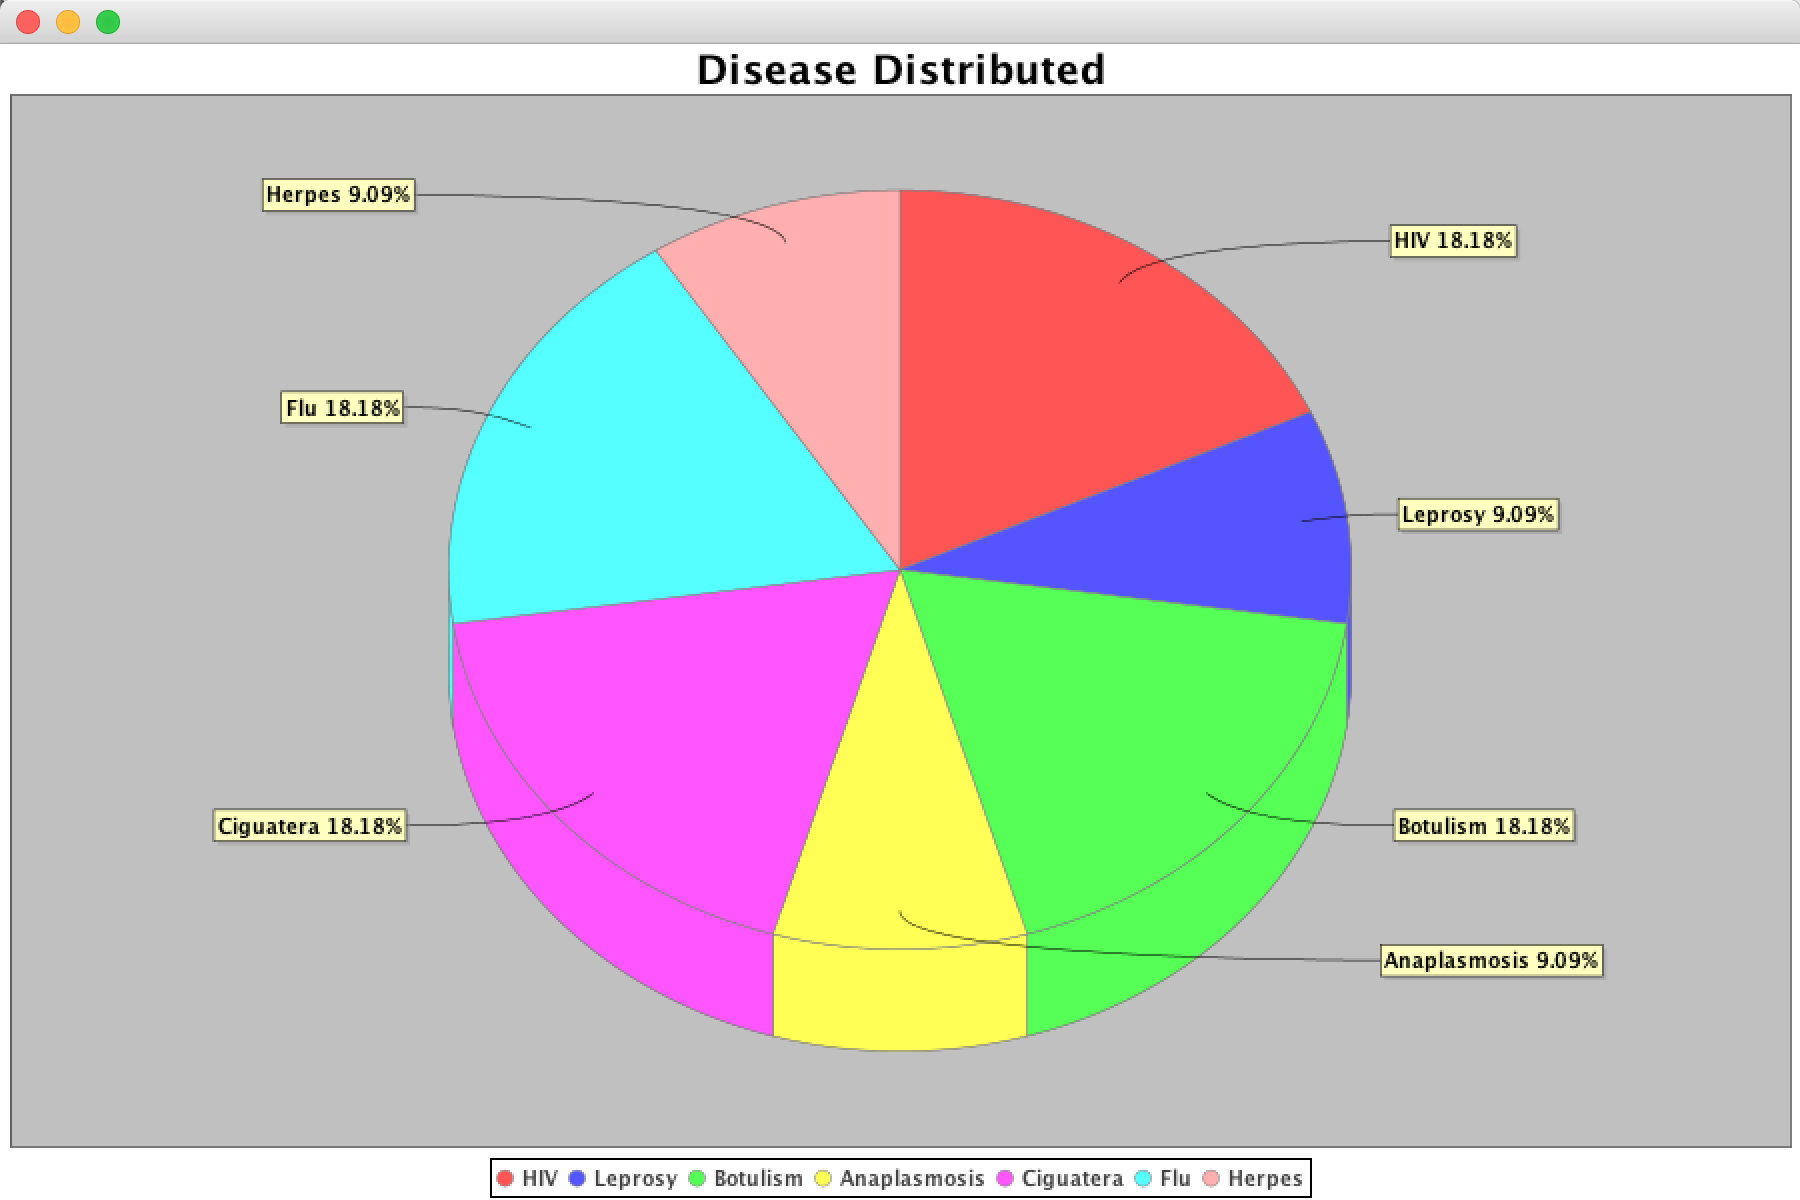 Disease Distributed
Herpes 9.09%
HIV 18.18%
Flu 18.18%
Leprosy 9.09%
Ciguatera 18.18%
Botulism 18.18%
Anaplasmosis 9.09%
HIV Leprosy Botulism Anaplasmosis Ciguatera Flu Herpes